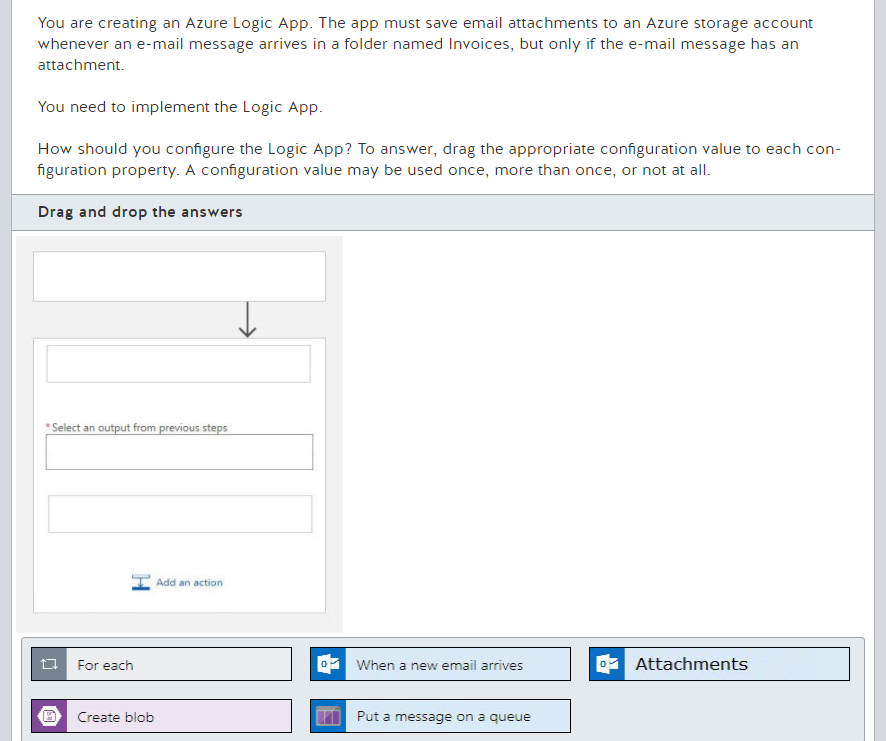 You are creating an Azure Logic App. The app must save email attachments to an Azure storage account
whenever an e-mail message arrives in a folder named Invoices, but only if the e-mail message has an
attachment.
You need to implement the Logic App.
How should you configure the Logic App? To answer, drag the appropriate configuration value to each con-
figuration property. A configuration value may be used once, more than once, or not at all.
Drag and drop the answers
* Select an output from previous steps
Add an action
For each
When a new email arrives
Attachments
Create blob
Put a message on a queue